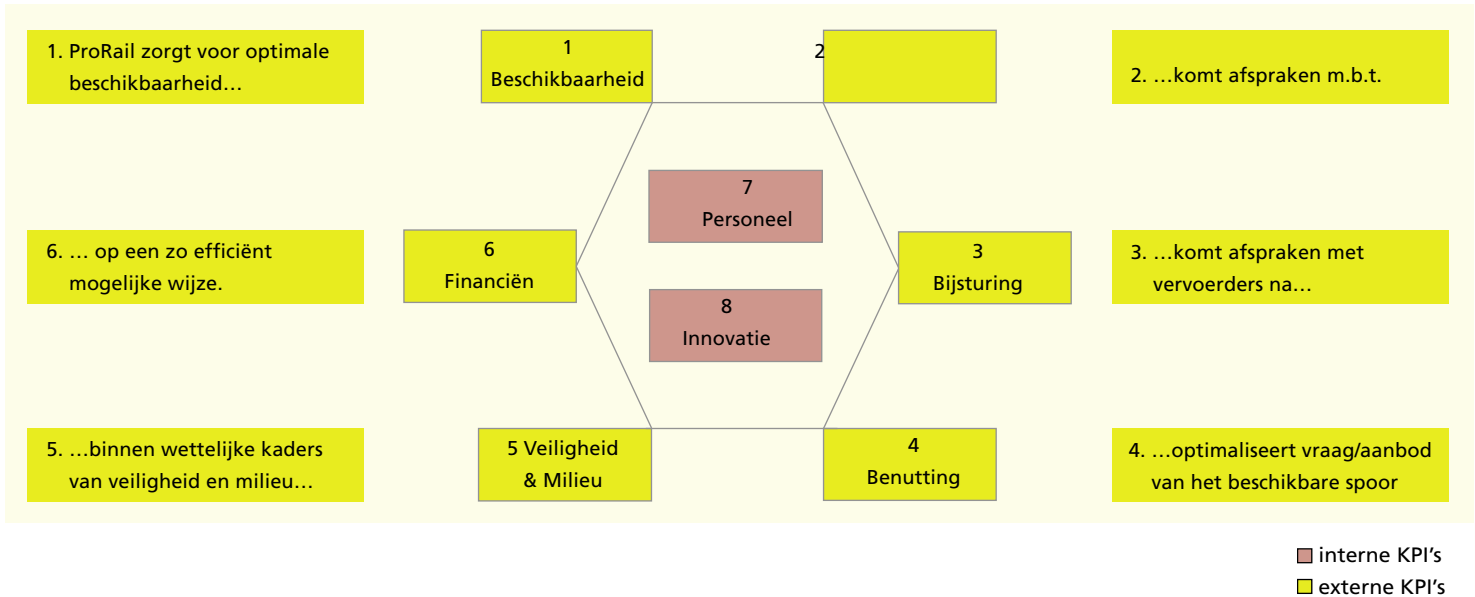 1. ProRail zorgt voor optimale
beschikbaarheid…
1
Beschikbaarheid
2
2. …komt afspraken m.b.t.
7
Personeel
6. … op een zo efficiënt
mogelijke wijze.
6
Financiën
3
Bijsturing
3. …komt afspraken met
vervoerders na…
8
Innovatie
5. …binnen wettelijke kaders
van veiligheid en milieu…
5 Veiligheid
& Milieu
4
Benutting
4. …optimaliseert vraag/aanbod
van het beschikbare spoor
interne KPI's
externe KPI's